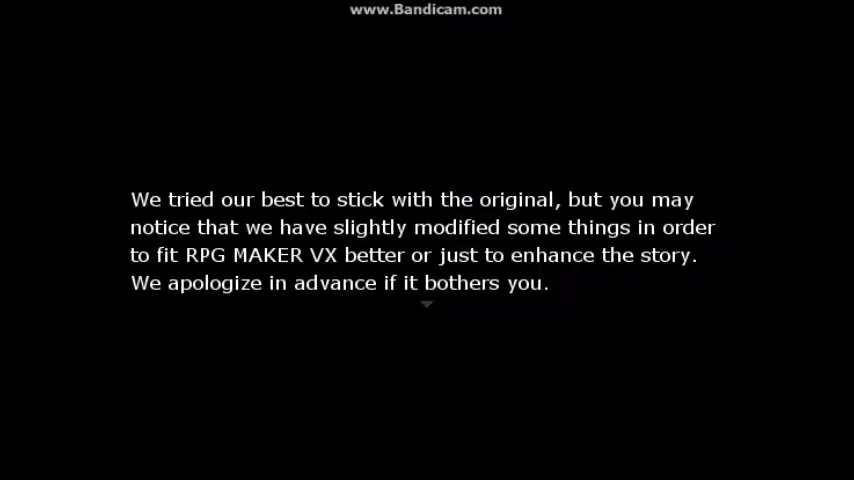 www.Bandicam.com
We tried our best to stick with the original, but you may
notice that we have slightly modified some things in order
to fit RPG MAKER VX better or just to enhance the story.
We apologize in advance if it bothers you.